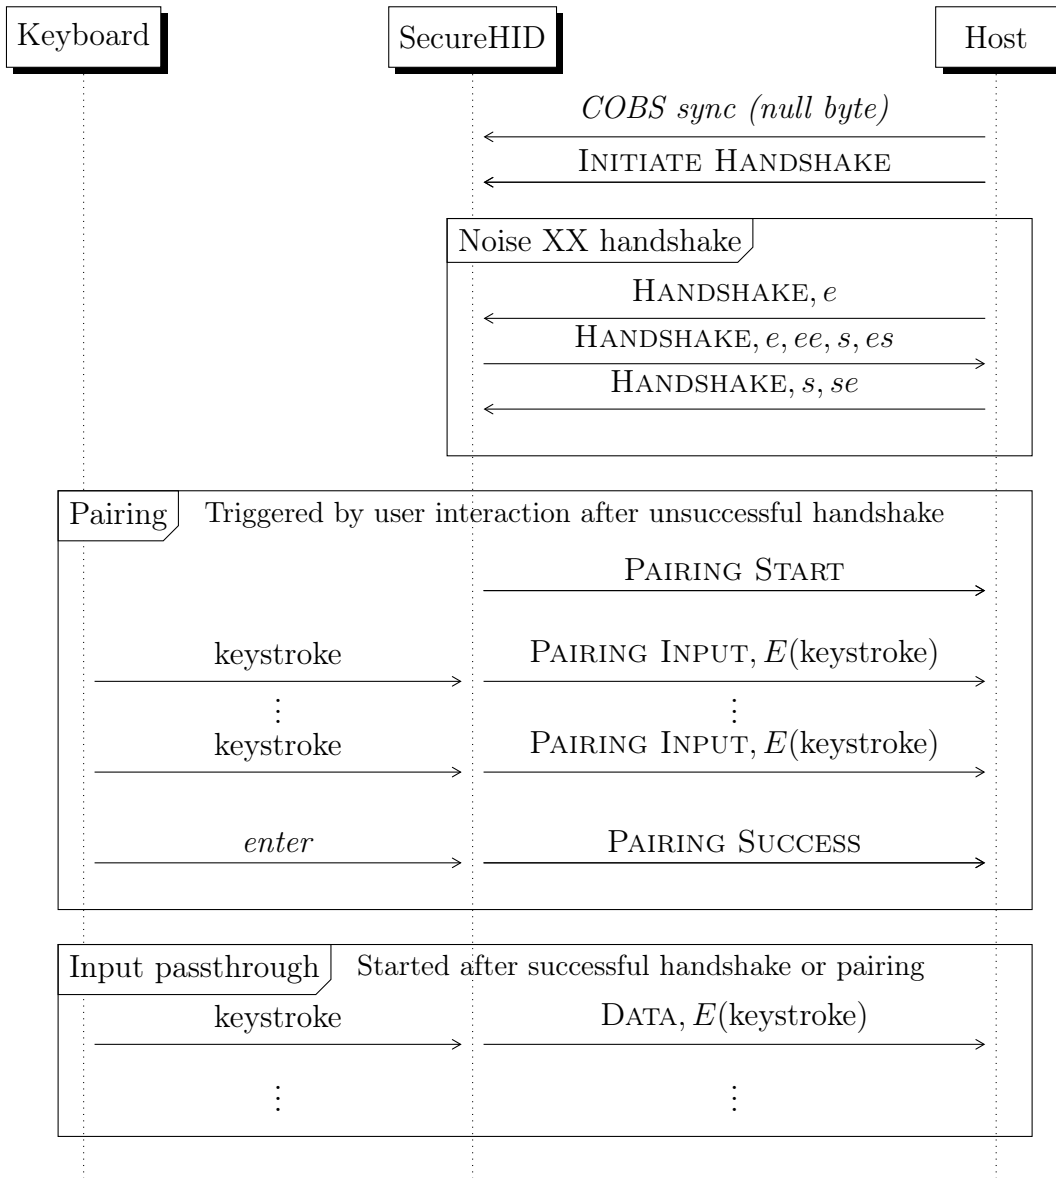 Keyboard SecureHID Host
COBS sync (null byte)
INITIATE HANDSHAKE
Noise XX handshake
HANDSHAKE, e
HANDSHAKE, e, ee, s, es
HANDSHAKE, s, se
Pairing Triggered by user interaction after unsuccessful handshake
PAIRING START
keystroke PAIRING INPUT, E(keystroke)
⋮ ⋮
keystroke PAIRING INPUT, E(keystroke)
enter PAIRING SUCCESS
Input passthrough Started after successful handshake or pairing
keystroke DATA, E(keystroke)
⋮ ⋮